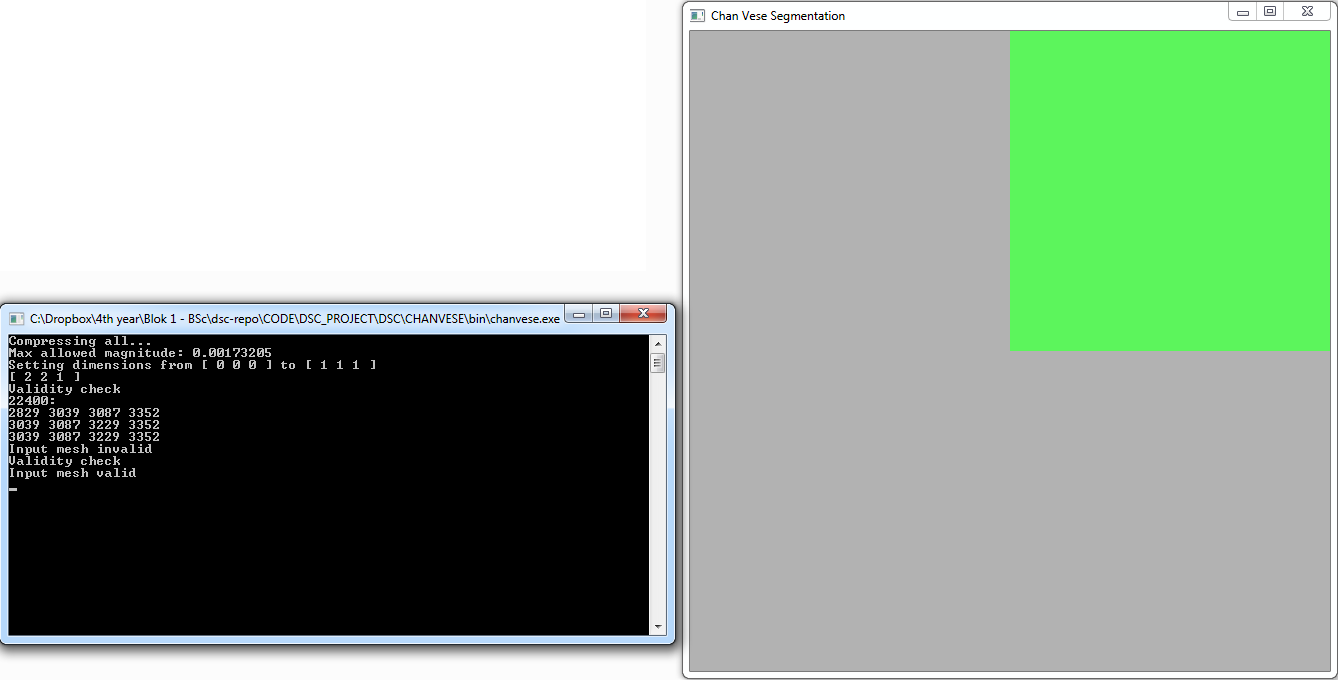 Chan Vese Segmentation
C:\Dropbox\4th year\Blok 1 - BSc\dsc-repo\CODE\DSC_PROJECT\DSC\CHANVESE\bin\chanvese.exe
Compressing all...
Max allowed magnitude: 0.00173205
Setting dimensions from [ 0 0 0 ] to [ 1 1 1 ]
[ 2 2 1 ]
Validity check
22400:
2829 3039 3087 3352
3039 3087 3229 3352
3039 3087 3229 3352
Input mesh invalid
Validity check
Input mesh valid